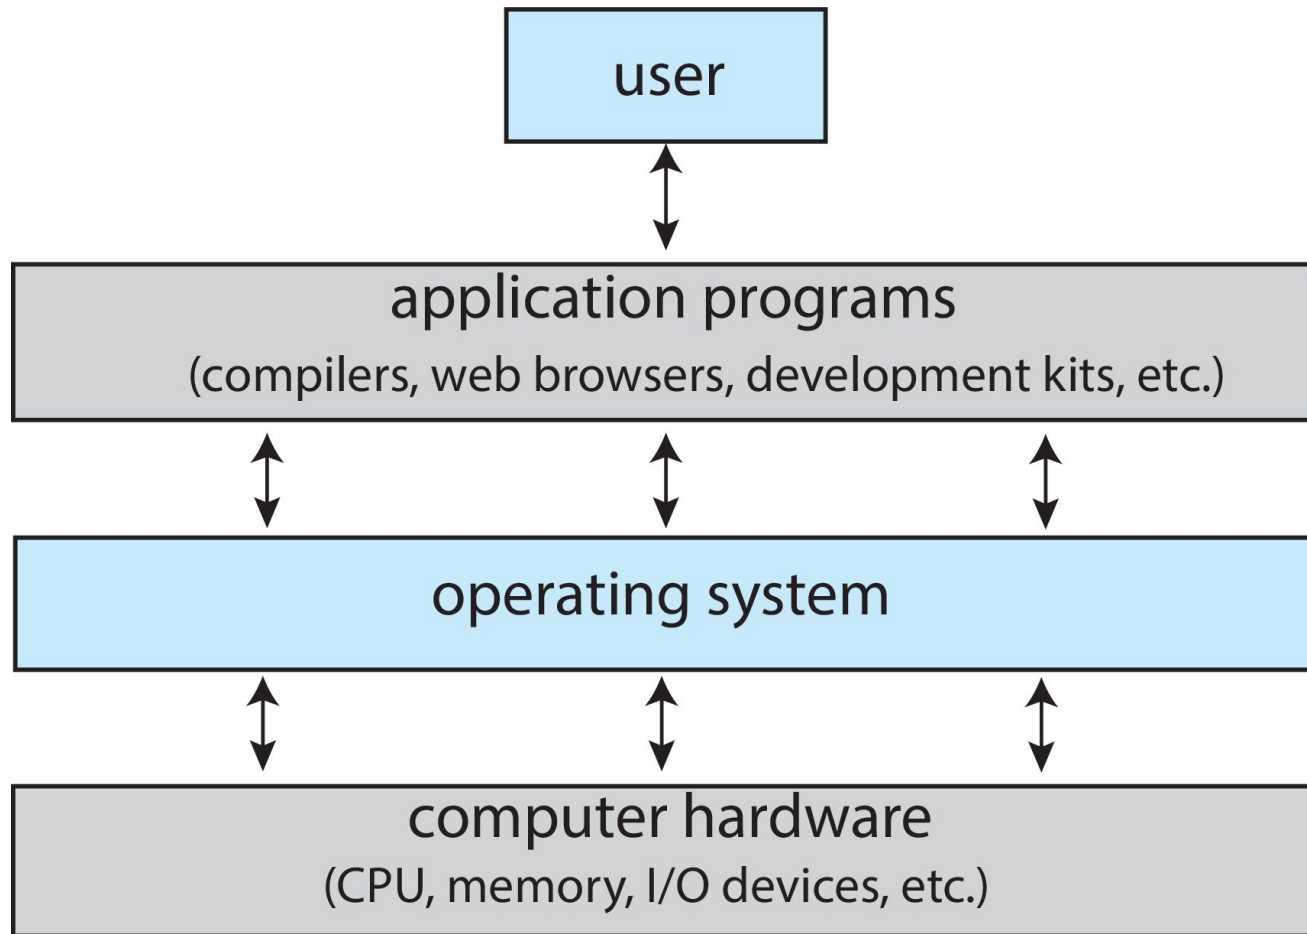 user
application programs
(compilers, web browsers, development kits, etc.)
operating system
computer hardware
(CPU, memory, I/O devices, etc.)